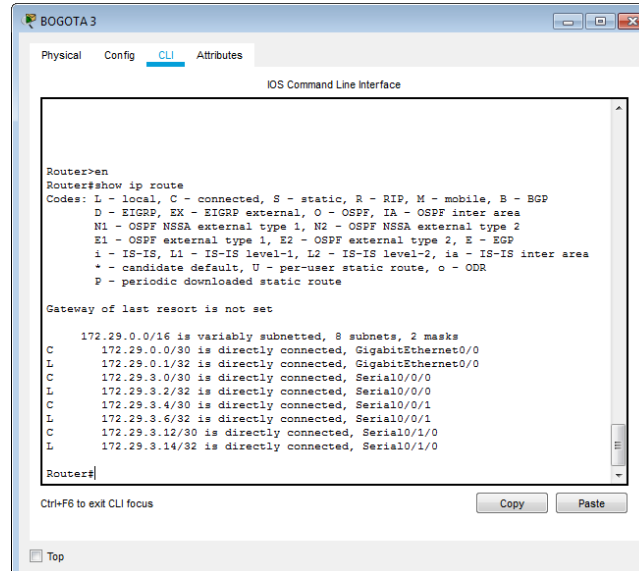 BOGOTA 3
Physical Config CLI Attributes
IOS Command Line Interface
Router>en
Router#show ip route
Codes: L - local, C - connected, S - static, R - RIP, M - mobile, B - BGP
D - EIGRP, EX - EIGRP external, O - OSPF, IA - OSPF inter area
N1 - OSPF NSSA external type 1, N2 - OSPF NSSA external type 2
E1 - OSPF external type 1, E2 - OSPF external type 2, E - EGP
i - IS-IS, L1 - IS-IS level-1, L2 - IS-IS level-2, ia - IS-IS inter area
* - candidate default, U - per-user static route, o - ODR
P - periodic downloaded static route
Gateway of last resort is not set
172.29.0.0/16 is variably subnetted, 8 subnets, 2 masks
C 172.29.0.0/30 is directly connected, GigabitEthernet0/0
L 172.29.0.1/32 is directly connected, GigabitEthernet0/0
C 172.29.3.0/30 is directly connected, Serial0/0/0
L 172.29.3.2/32 is directly connected, Serial0/0/0
C 172.29.3.4/30 is directly connected, Serial0/0/1
L 172.29.3.6/32 is directly connected, Serial0/0/1
C 172.29.3.12/30 is directly connected, Serial0/1/0
L 172.29.3.14/32 is directly connected, Serial0/1/0
Router#
Ctrl+F6 to exit CLI focus
Copy Paste
Top